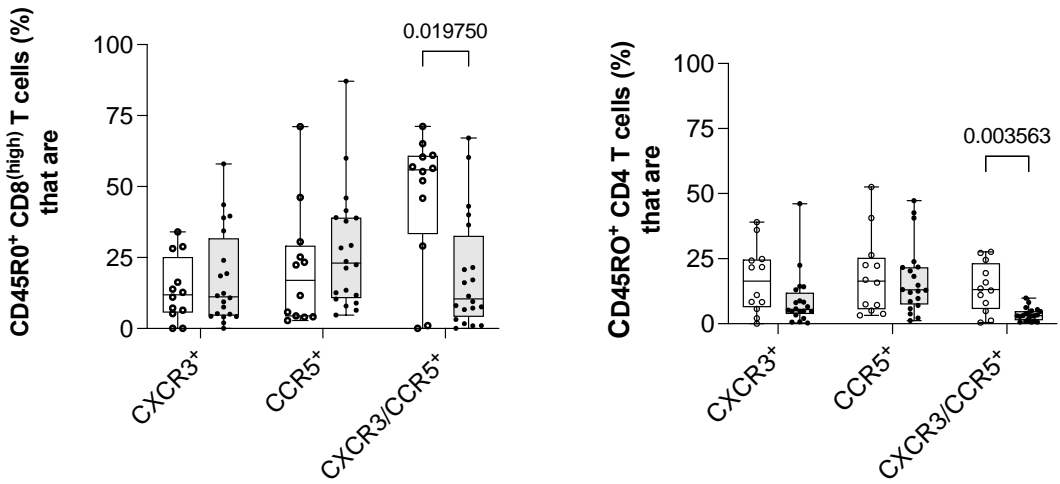 CD45R0⁺ CD8⁽ʰⁱᵍʰ⁾ T cells (%)
that are
0.019750
100
75
50
25
0
CXCR3⁺
CCR5⁺
CXCR3/CCR5⁺
CD45RO⁺ CD4 T cells (%)
that are
0.003563
100
75
50
25
0
CXCR3⁺
CCR5⁺
CXCR3/CCR5⁺